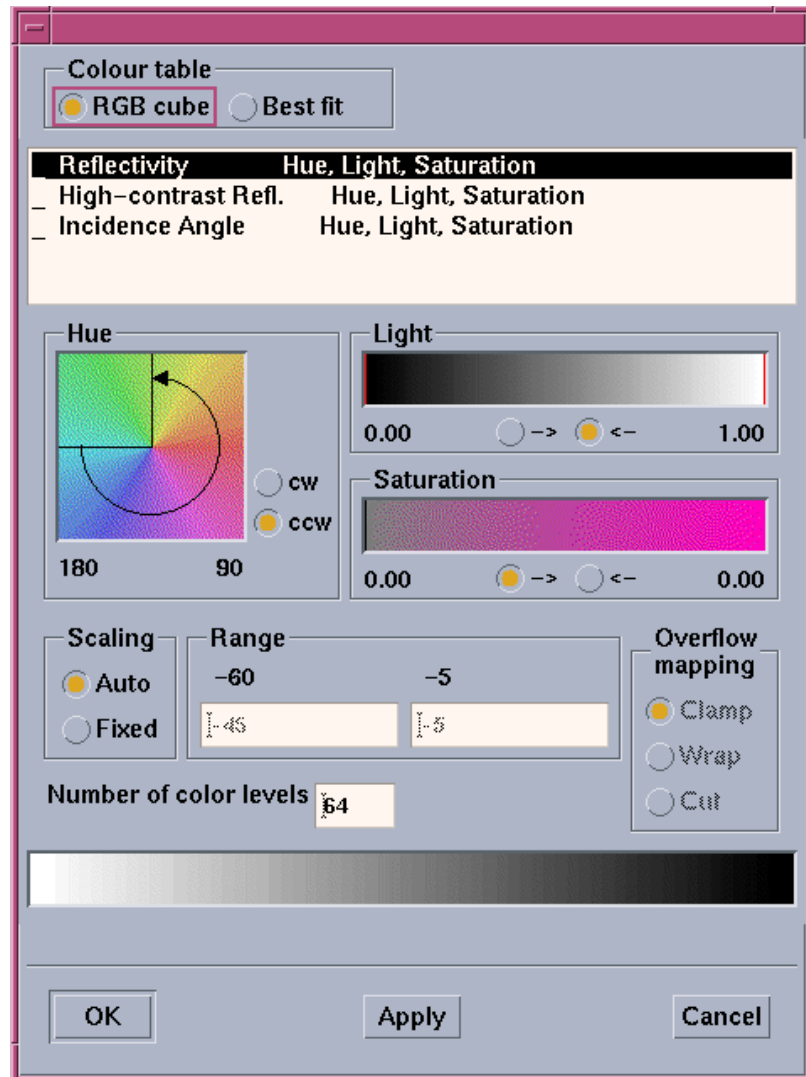 Colour table
RGB cube Best fit
_ Reflectivity Hue, Light, Saturation
_ High-contrast Refl. Hue, Light, Saturation
_ Incidence Angle Hue, Light, Saturation
Hue
cw
ccw
180 90
Light
0.00 -> <- 1.00
Saturation
0.00 -> <- 0.00
Scaling
Auto
Fixed
Range
-60 -5
-45 -5
Overflow
mapping
Clamp
Wrap
Cut
Number of color levels 64
OK Apply Cancel